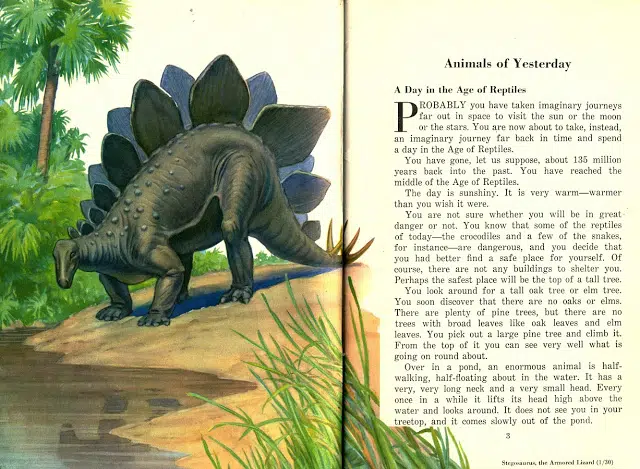 Animals of Yesterday
A Day in the Age of Reptiles
PROBABLY you have taken imaginary journeys
far out in space to visit the sun or the moon
or the stars. You are now about to take, instead,
an imaginary journey far back in time and spend
a day in the Age of Reptiles.
You have gone, let us suppose, about 135 million
years back into the past. You have reached the
middle of the Age of Reptiles.
The day is sunshiny. It is very warm—warmer
than you wish it were.
You are not sure whether you will be in great
danger or not. You know that some of the reptiles
of today—the crocodiles and a few of the snakes,
for instance—are dangerous, and you decide that
you had better find a safe place for yourself. Of
course, there are not any buildings to shelter you.
Perhaps the safest place will be the top of a tall tree.
You look around for a tall oak tree or elm tree.
You soon discover that there are no oaks or elms.
There are plenty of pine trees, but there are no
trees with broad leaves like oak leaves and elm
leaves. You pick out a large pine tree and climb it.
From the top of it you can see very well what is
going on round about.
Over in a pond, an enormous animal is half-
walking, half-floating about in the water. It has a
very, very long neck and a very small head. Every
once in a while it lifts its head high above the
water and looks around. It does not see you in your
treetop, and it comes slowly out of the pond.
3
Stegosaurus, the Armored Lizard (1/30)